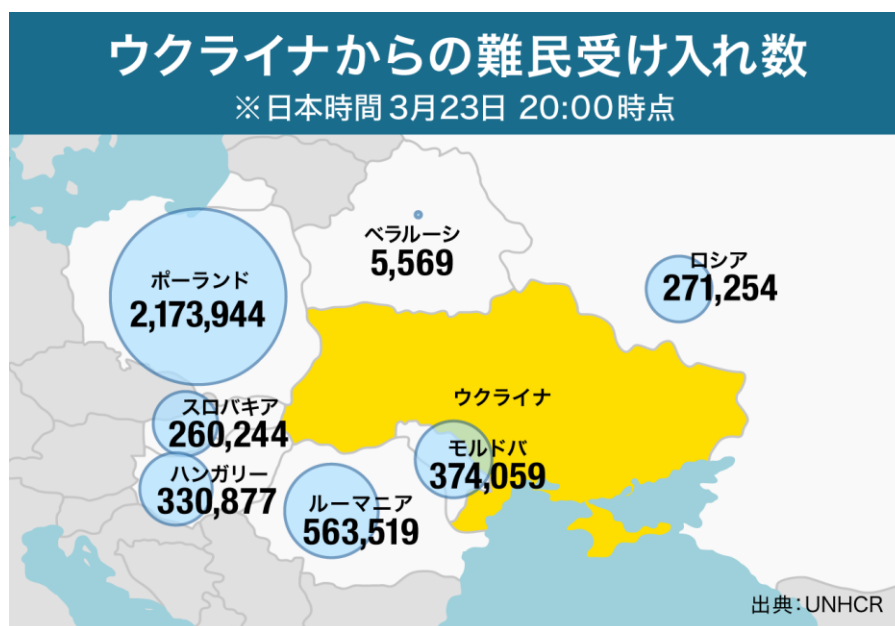 ウクライナからの難民受け入れ数
※日本時間3月23日 20:00時点
ベラルーシ
5,569
ロシア
271,254
ポーランド
2,173,944
ウクライナ
スロバキア
260,244
モルドバ
374,059
ハンガリー
330,877
ルーマニア
563,519
出典:UNHCR